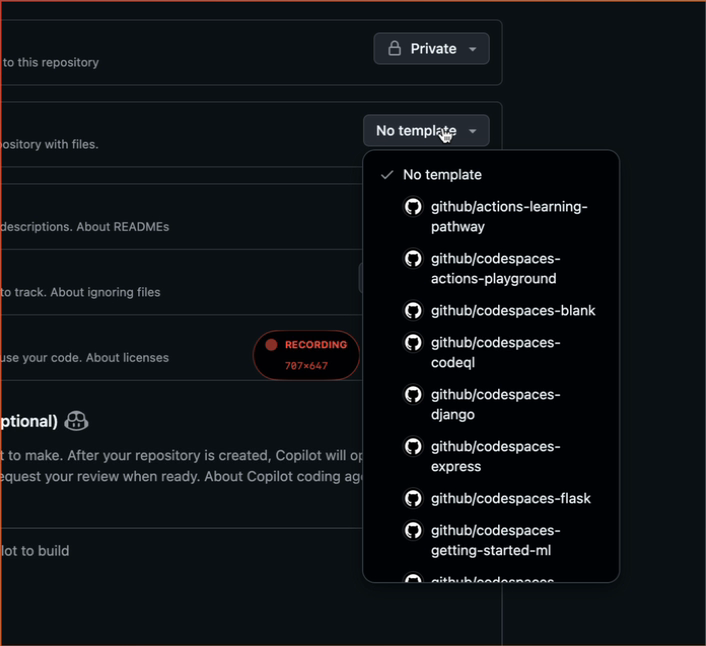 Private
to this repository
No template
ository with files.
No template
github/actions-learning-
pathway
descriptions. About READMEs
github/codespaces-
actions-playground
to track. About ignoring files
github/codespaces-blank
github/codespaces-
codeql
RECORDING
707×647
use your code. About licenses
github/codespaces-
django
ptional)
github/codespaces-
express
t to make. After your repository is created, Copilot will op
equest your review when ready. About Copilot coding age
github/codespaces-flask
github/codespaces-
getting-started-ml
lot to build
github/codespaces-